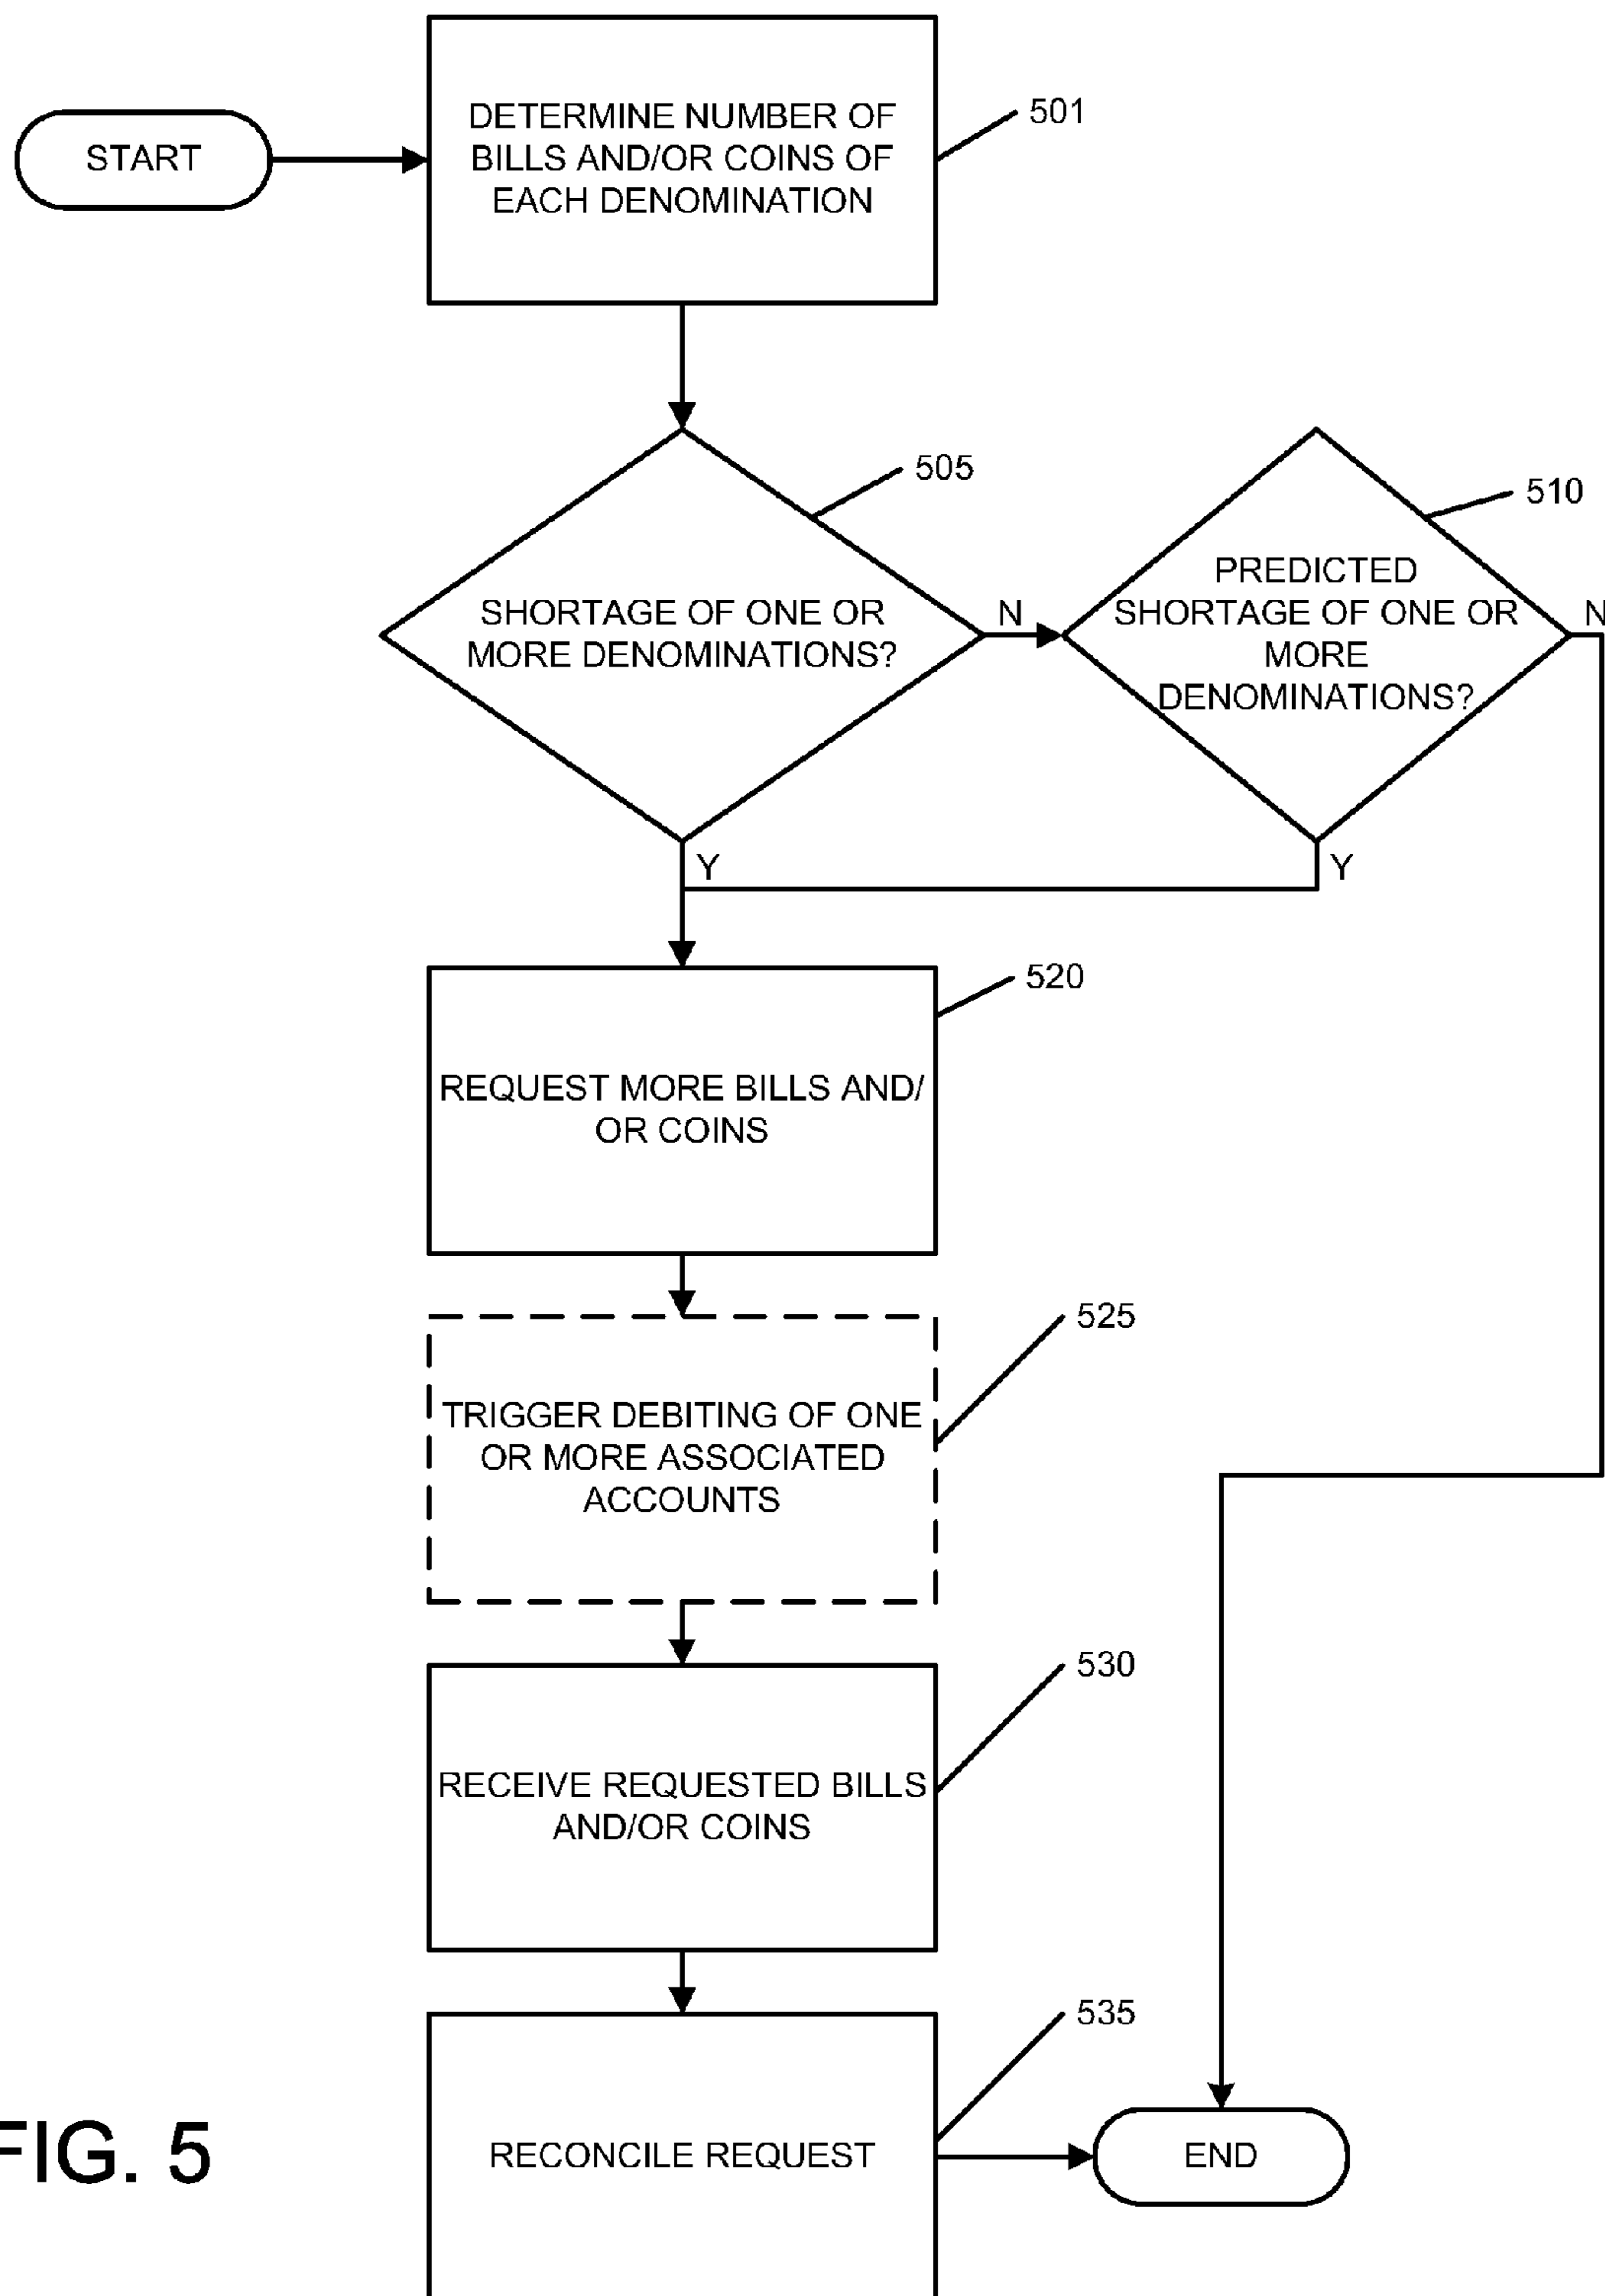 DETERMINE NUMBER OF
BILLS AND/OR COINS OF
EACH DENOMINATION
501
START
505
510
SHORTAGE OF ONE OR
MORE DENOMINATIONS?
N
PREDICTED
SHORTAGE OF ONE OR
MORE
DENOMINATIONS?
N
Y
Y
520
REQUEST MORE BILLS AND/
OR COINS
525
TRIGGER DEBITING OF ONE
OR MORE ASSOCIATED
ACCOUNTS
530
RECEIVE REQUESTED BILLS
AND/OR COINS
535
RECONCILE REQUEST
END
FIG. 5